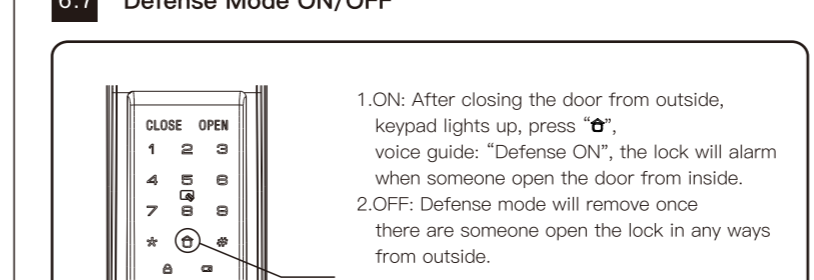 6.7 Defense Mode ON/OFF
CLOSE OPEN
1 2 3
4 5 6
7 8 9
* #
1.ON: After closing the door from outside,
keypad lights up, press “ ”,
voice guide: “Defense ON”, the lock will alarm
when someone open the door from inside.
2.OFF: Defense mode will remove once
there are someone open the lock in any ways
from outside.